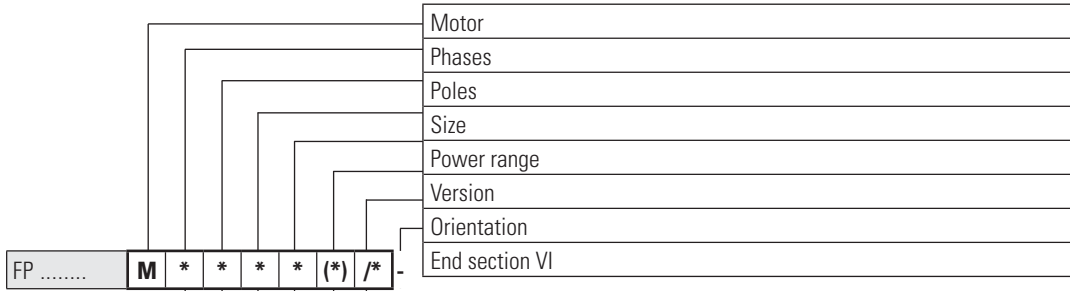 Motor
Phases
Poles
Size
Power range
Version
Orientation
End section VI
FP ........ M * * * * (*) /* -